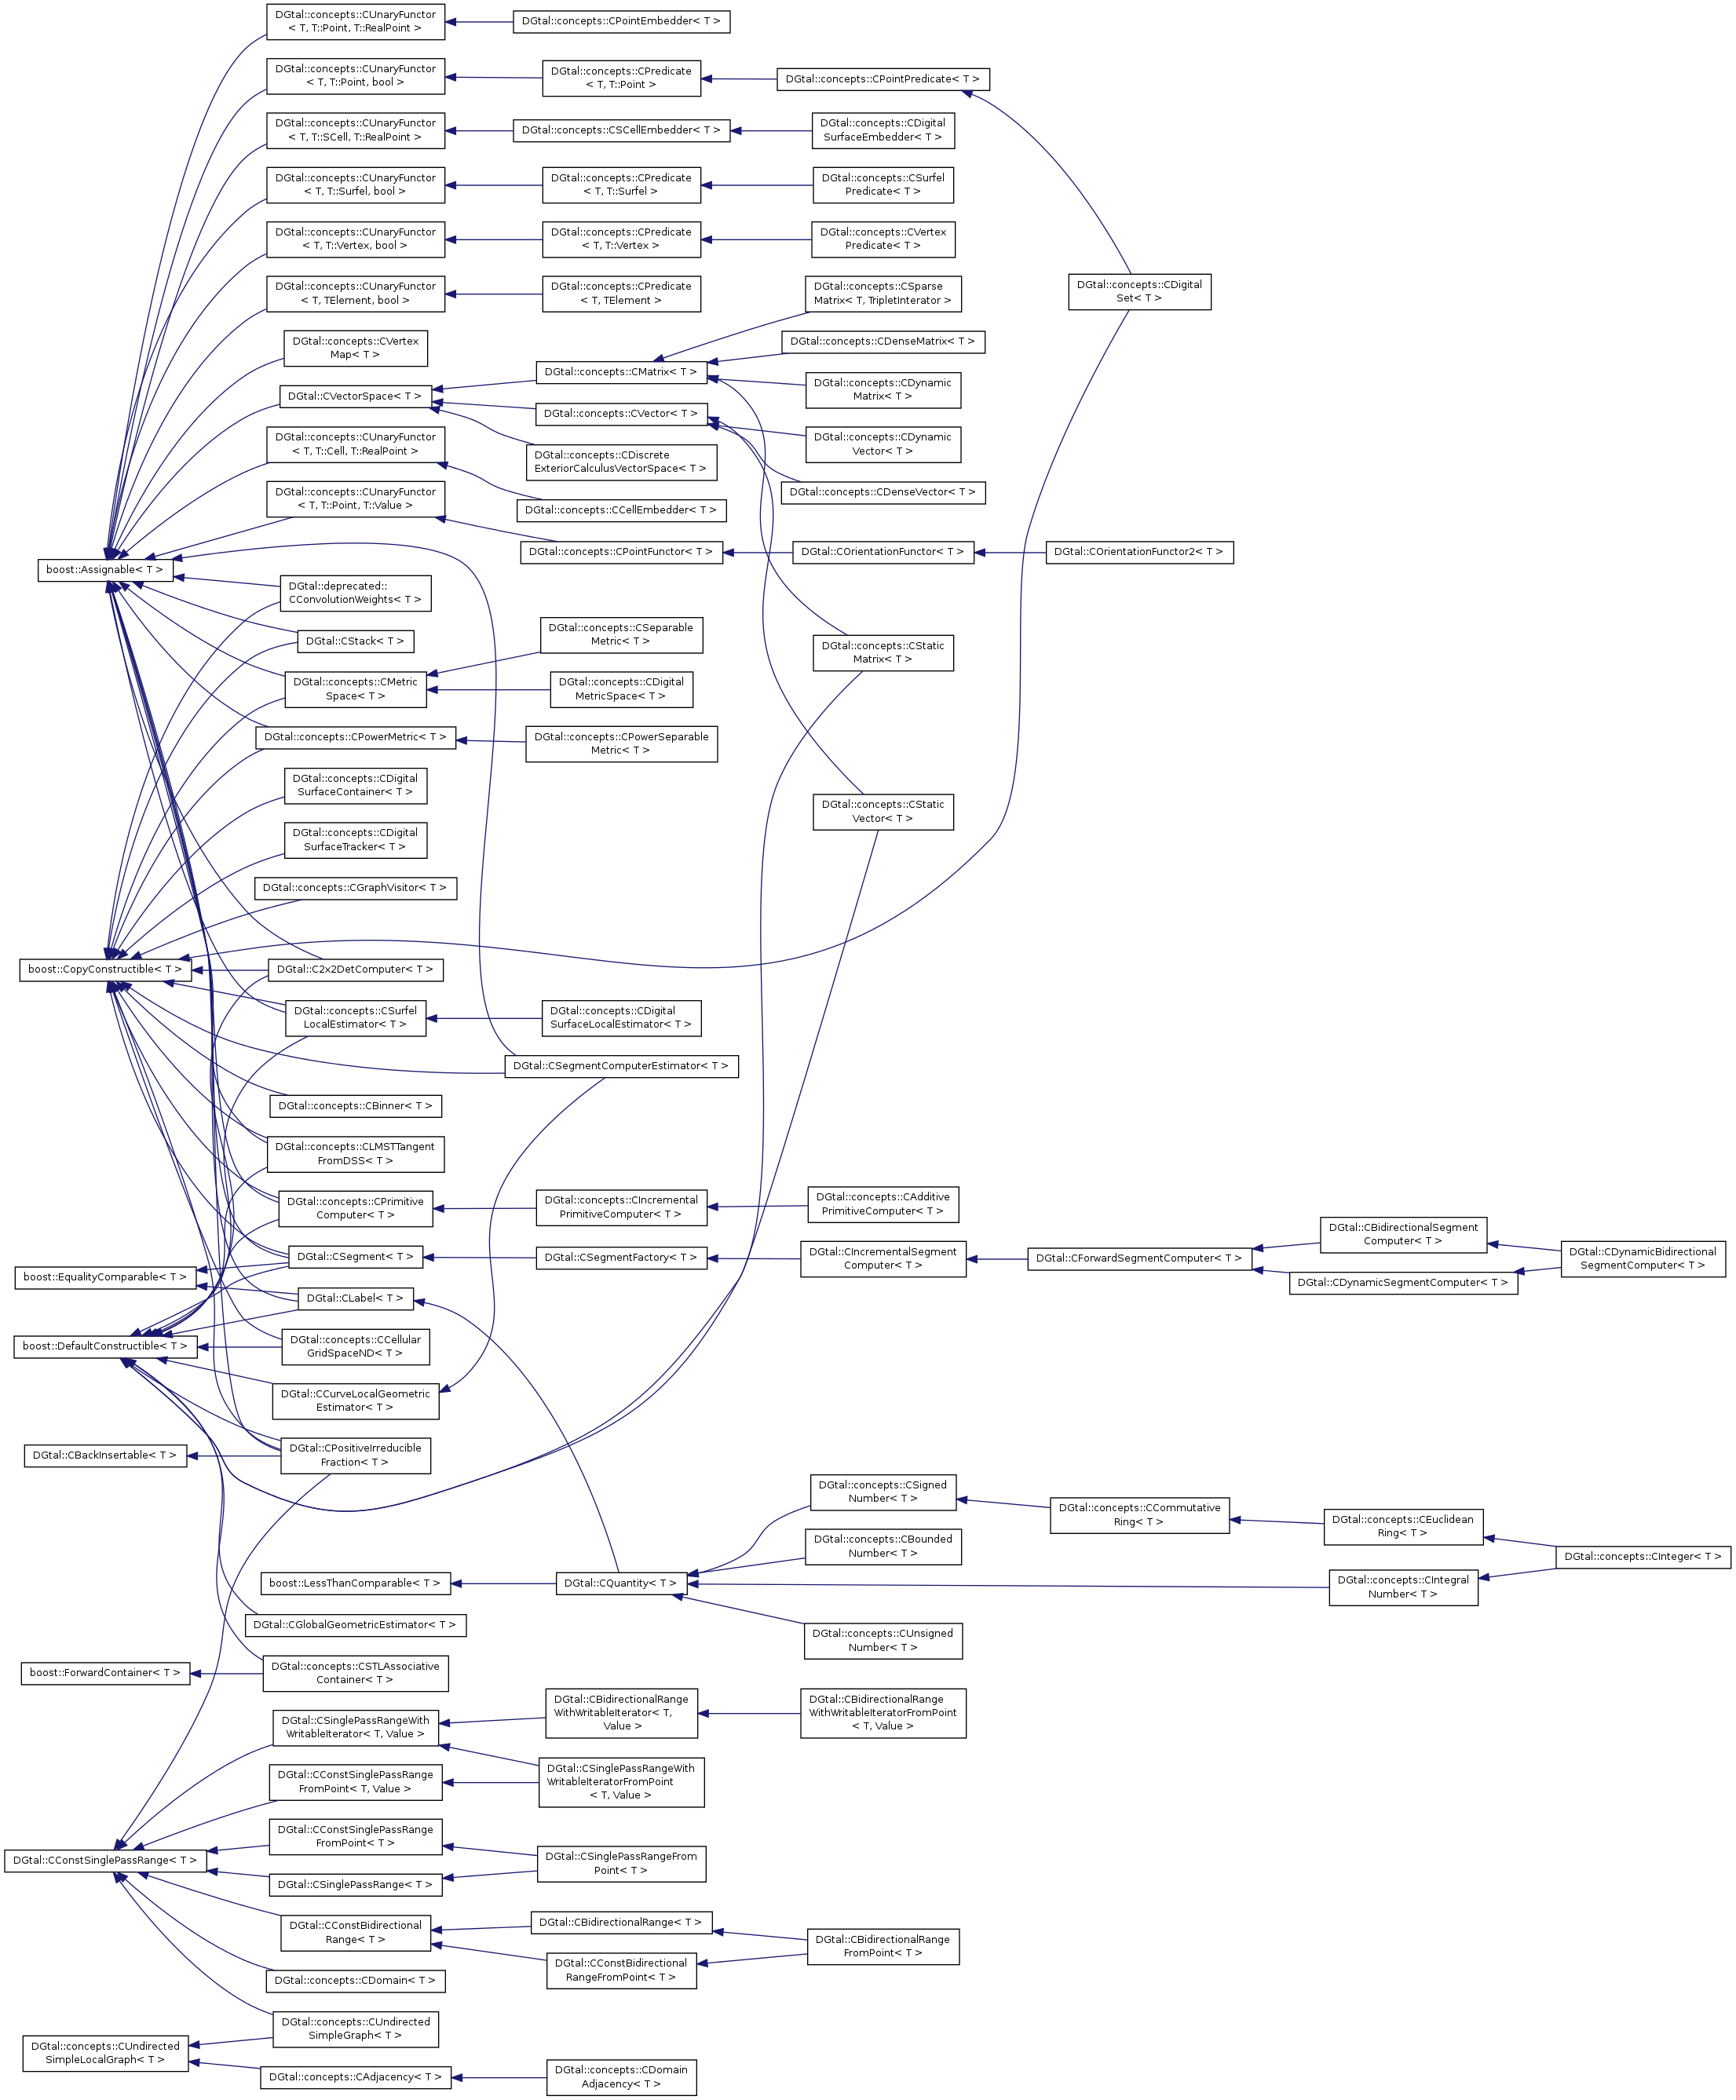 DGtal::concepts::CUnaryFunctor
< T, T::Point, T::RealPoint >
DGtal::concepts::CPointEmbedder< T >
DGtal::concepts::CUnaryFunctor
< T, T::Point, bool >
DGtal::concepts::CPredicate
< T, T::Point >
DGtal::concepts::CPointPredicate< T >
DGtal::concepts::CUnaryFunctor
< T, T::SCell, T::RealPoint >
DGtal::concepts::CSCellEmbedder< T >
DGtal::concepts::CDigital
SurfaceEmbedder< T >
DGtal::concepts::CUnaryFunctor
< T, T::Surfel, bool >
DGtal::concepts::CPredicate
< T, T::Surfel >
DGtal::concepts::CSurfel
Predicate< T >
DGtal::concepts::CUnaryFunctor
< T, T::Vertex, bool >
DGtal::concepts::CPredicate
< T, T::Vertex >
DGtal::concepts::CVertex
Predicate< T >
DGtal::concepts::CUnaryFunctor
< T, TElement, bool >
DGtal::concepts::CPredicate
< T, TElement >
DGtal::concepts::CSparse
Matrix< T, TripletInterator >
DGtal::concepts::CDigital
Set< T >
DGtal::concepts::CVertex
Map< T >
DGtal::concepts::CDenseMatrix< T >
DGtal::concepts::CMatrix< T >
DGtal::concepts::CDynamic
Matrix< T >
DGtal::CVectorSpace< T >
DGtal::concepts::CVector< T >
DGtal::concepts::CDynamic
Vector< T >
DGtal::concepts::CUnaryFunctor
< T, T::Cell, T::RealPoint >
DGtal::concepts::CDiscrete
ExteriorCalculusVectorSpace< T >
DGtal::concepts::CDenseVector< T >
DGtal::concepts::CUnaryFunctor
< T, T::Point, T::Value >
DGtal::concepts::CCellEmbedder< T >
DGtal::concepts::CPointFunctor< T >
DGtal::COrientationFunctor< T >
DGtal::COrientationFunctor2< T >
boost::Assignable< T >
DGtal::deprecated::
CConvolutionWeights< T >
DGtal::CStack< T >
DGtal::concepts::CSeparable
Metric< T >
DGtal::concepts::CStatic
Matrix< T >
DGtal::concepts::CMetric
Space< T >
DGtal::concepts::CDigital
MetricSpace< T >
DGtal::concepts::CPowerMetric< T >
DGtal::concepts::CPowerSeparable
Metric< T >
DGtal::concepts::CDigital
SurfaceContainer< T >
DGtal::concepts::CStatic
Vector< T >
DGtal::concepts::CDigital
SurfaceTracker< T >
DGtal::concepts::CGraphVisitor< T >
boost::CopyConstructible< T >
DGtal::C2x2DetComputer< T >
DGtal::concepts::CSurfel
LocalEstimator< T >
DGtal::concepts::CDigital
SurfaceLocalEstimator< T >
DGtal::CSegmentComputerEstimator< T >
DGtal::concepts::CBinner< T >
DGtal::concepts::CLMSTTangent
FromDSS< T >
DGtal::concepts::CPrimitive
Computer< T >
DGtal::concepts::CIncremental
PrimitiveComputer< T >
DGtal::concepts::CAdditive
PrimitiveComputer< T >
DGtal::CSegment< T >
DGtal::CSegmentFactory< T >
DGtal::CIncrementalSegment
Computer< T >
DGtal::CForwardSegmentComputer< T >
DGtal::CBidirectionalSegment
Computer< T >
DGtal::CDynamicBidirectional
SegmentComputer< T >
DGtal::CDynamicSegmentComputer< T >
boost::EqualityComparable< T >
DGtal::CLabel< T >
boost::DefaultConstructible< T >
DGtal::concepts::CCellular
GridSpaceND< T >
DGtal::CCurveLocalGeometric
Estimator< T >
DGtal::CBackInsertable< T >
DGtal::CPositiveIrreducible
Fraction< T >
DGtal::concepts::CSigned
Number< T >
DGtal::concepts::CCommutative
Ring< T >
DGtal::concepts::CEuclidean
Ring< T >
DGtal::concepts::CBounded
Number< T >
DGtal::concepts::CInteger< T >
boost::LessThanComparable< T >
DGtal::CQuantity< T >
DGtal::concepts::CIntegral
Number< T >
DGtal::CGlobalGeometricEstimator< T >
DGtal::concepts::CUnsigned
Number< T >
boost::ForwardContainer< T >
DGtal::concepts::CSTLAssociative
Container< T >
DGtal::CSinglePassRangeWith
WritableIterator< T, Value >
DGtal::CBidirectionalRange
WithWritableIterator< T,
Value >
DGtal::CBidirectionalRange
WithWritableIteratorFromPoint
< T, Value >
DGtal::CConstSinglePassRange
FromPoint< T, Value >
DGtal::CSinglePassRangeWith
WritableIteratorFromPoint
< T, Value >
DGtal::CConstSinglePassRange
FromPoint< T >
DGtal::CConstSinglePassRange< T >
DGtal::CSinglePassRangeFrom
Point< T >
DGtal::CSinglePassRange< T >
DGtal::CConstBidirectional
Range< T >
DGtal::CBidirectionalRange< T >
DGtal::CBidirectionalRange
FromPoint< T >
DGtal::CConstBidirectional
RangeFromPoint< T >
DGtal::concepts::CDomain< T >
DGtal::concepts::CUndirected
SimpleGraph< T >
DGtal::concepts::CUndirected
SimpleLocalGraph< T >
DGtal::concepts::CAdjacency< T >
DGtal::concepts::CDomain
Adjacency< T >